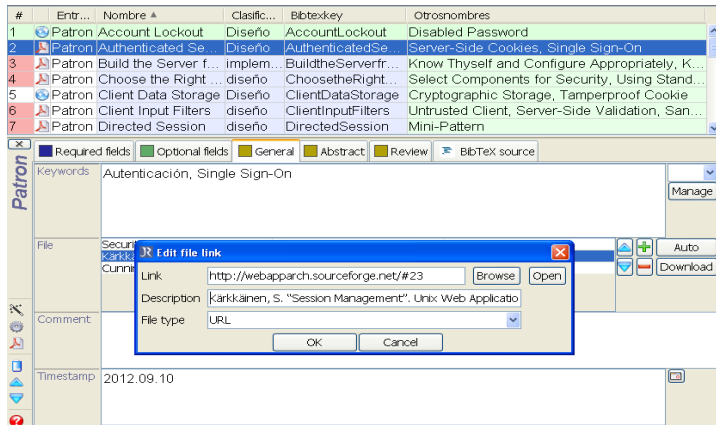 # Entr... Nombre Clasific... Bibtexkey Otrosnombres
1 Patron Account Lockout Diseño AccountLockout Disabled Password
2 Patron Authenticated Se... Diseño AuthenticatedSe... Server-Side Cookies, Single Sign-On
3 Patron Build the Server f... implem... BuildtheServerfr... Know Thyself and Configure Appropriately, K...
4 Patron Choose the Right ... diseño ChoosetheRight... Select Components for Security, Using Stand...
5 Patron Client Data Storage Diseño ClientDataStorage Cryptographic Storage, Tamperproof Cookie
6 Patron Client Input Filters diseño ClientInputFilters Untrusted Client, Server-Side Validation, San...
7 Patron Directed Session diseño DirectedSession Mini-Pattern
Required fields Optional fields General Abstract Review BibTeX source
Patron
Keywords Autenticación, Single Sign-On
Manage
File Securi
Auto
Kärkk
Cunnin
Download
Edit file link
Link http://webapparch.sourceforge.net/#23 Browse Open
Description Kärkkäinen, S. “Session Management”. Unix Web Applicatio
File type URL
OK Cancel
Comment
Timestamp 2012.09.10